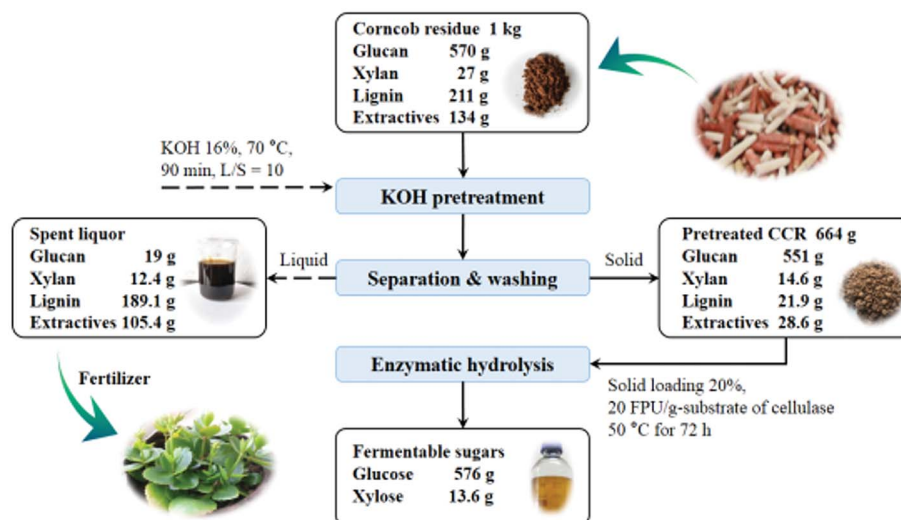 Corncob residue 1 kg
Glucan 570 g
Xylan 27 g
Lignin 211 g
Extractives 134 g
KOH 16%, 70 °C,
90 min, L/S = 10
KOH pretreatment
Spent liquor
Glucan 19 g
Xylan 12.4 g
Lignin 189.1 g
Extractives 105.4 g
Liquid
Separation & washing
Solid
Pretreated CCR 664 g
Glucan 551 g
Xylan 14.6 g
Lignin 21.9 g
Extractives 28.6 g
Fertilizer
Enzymatic hydrolysis
Solid loading 20%,
20 FPU/g-substrate of cellulase
50 °C for 72 h
Fermentable sugars
Glucose 576 g
Xylose 13.6 g